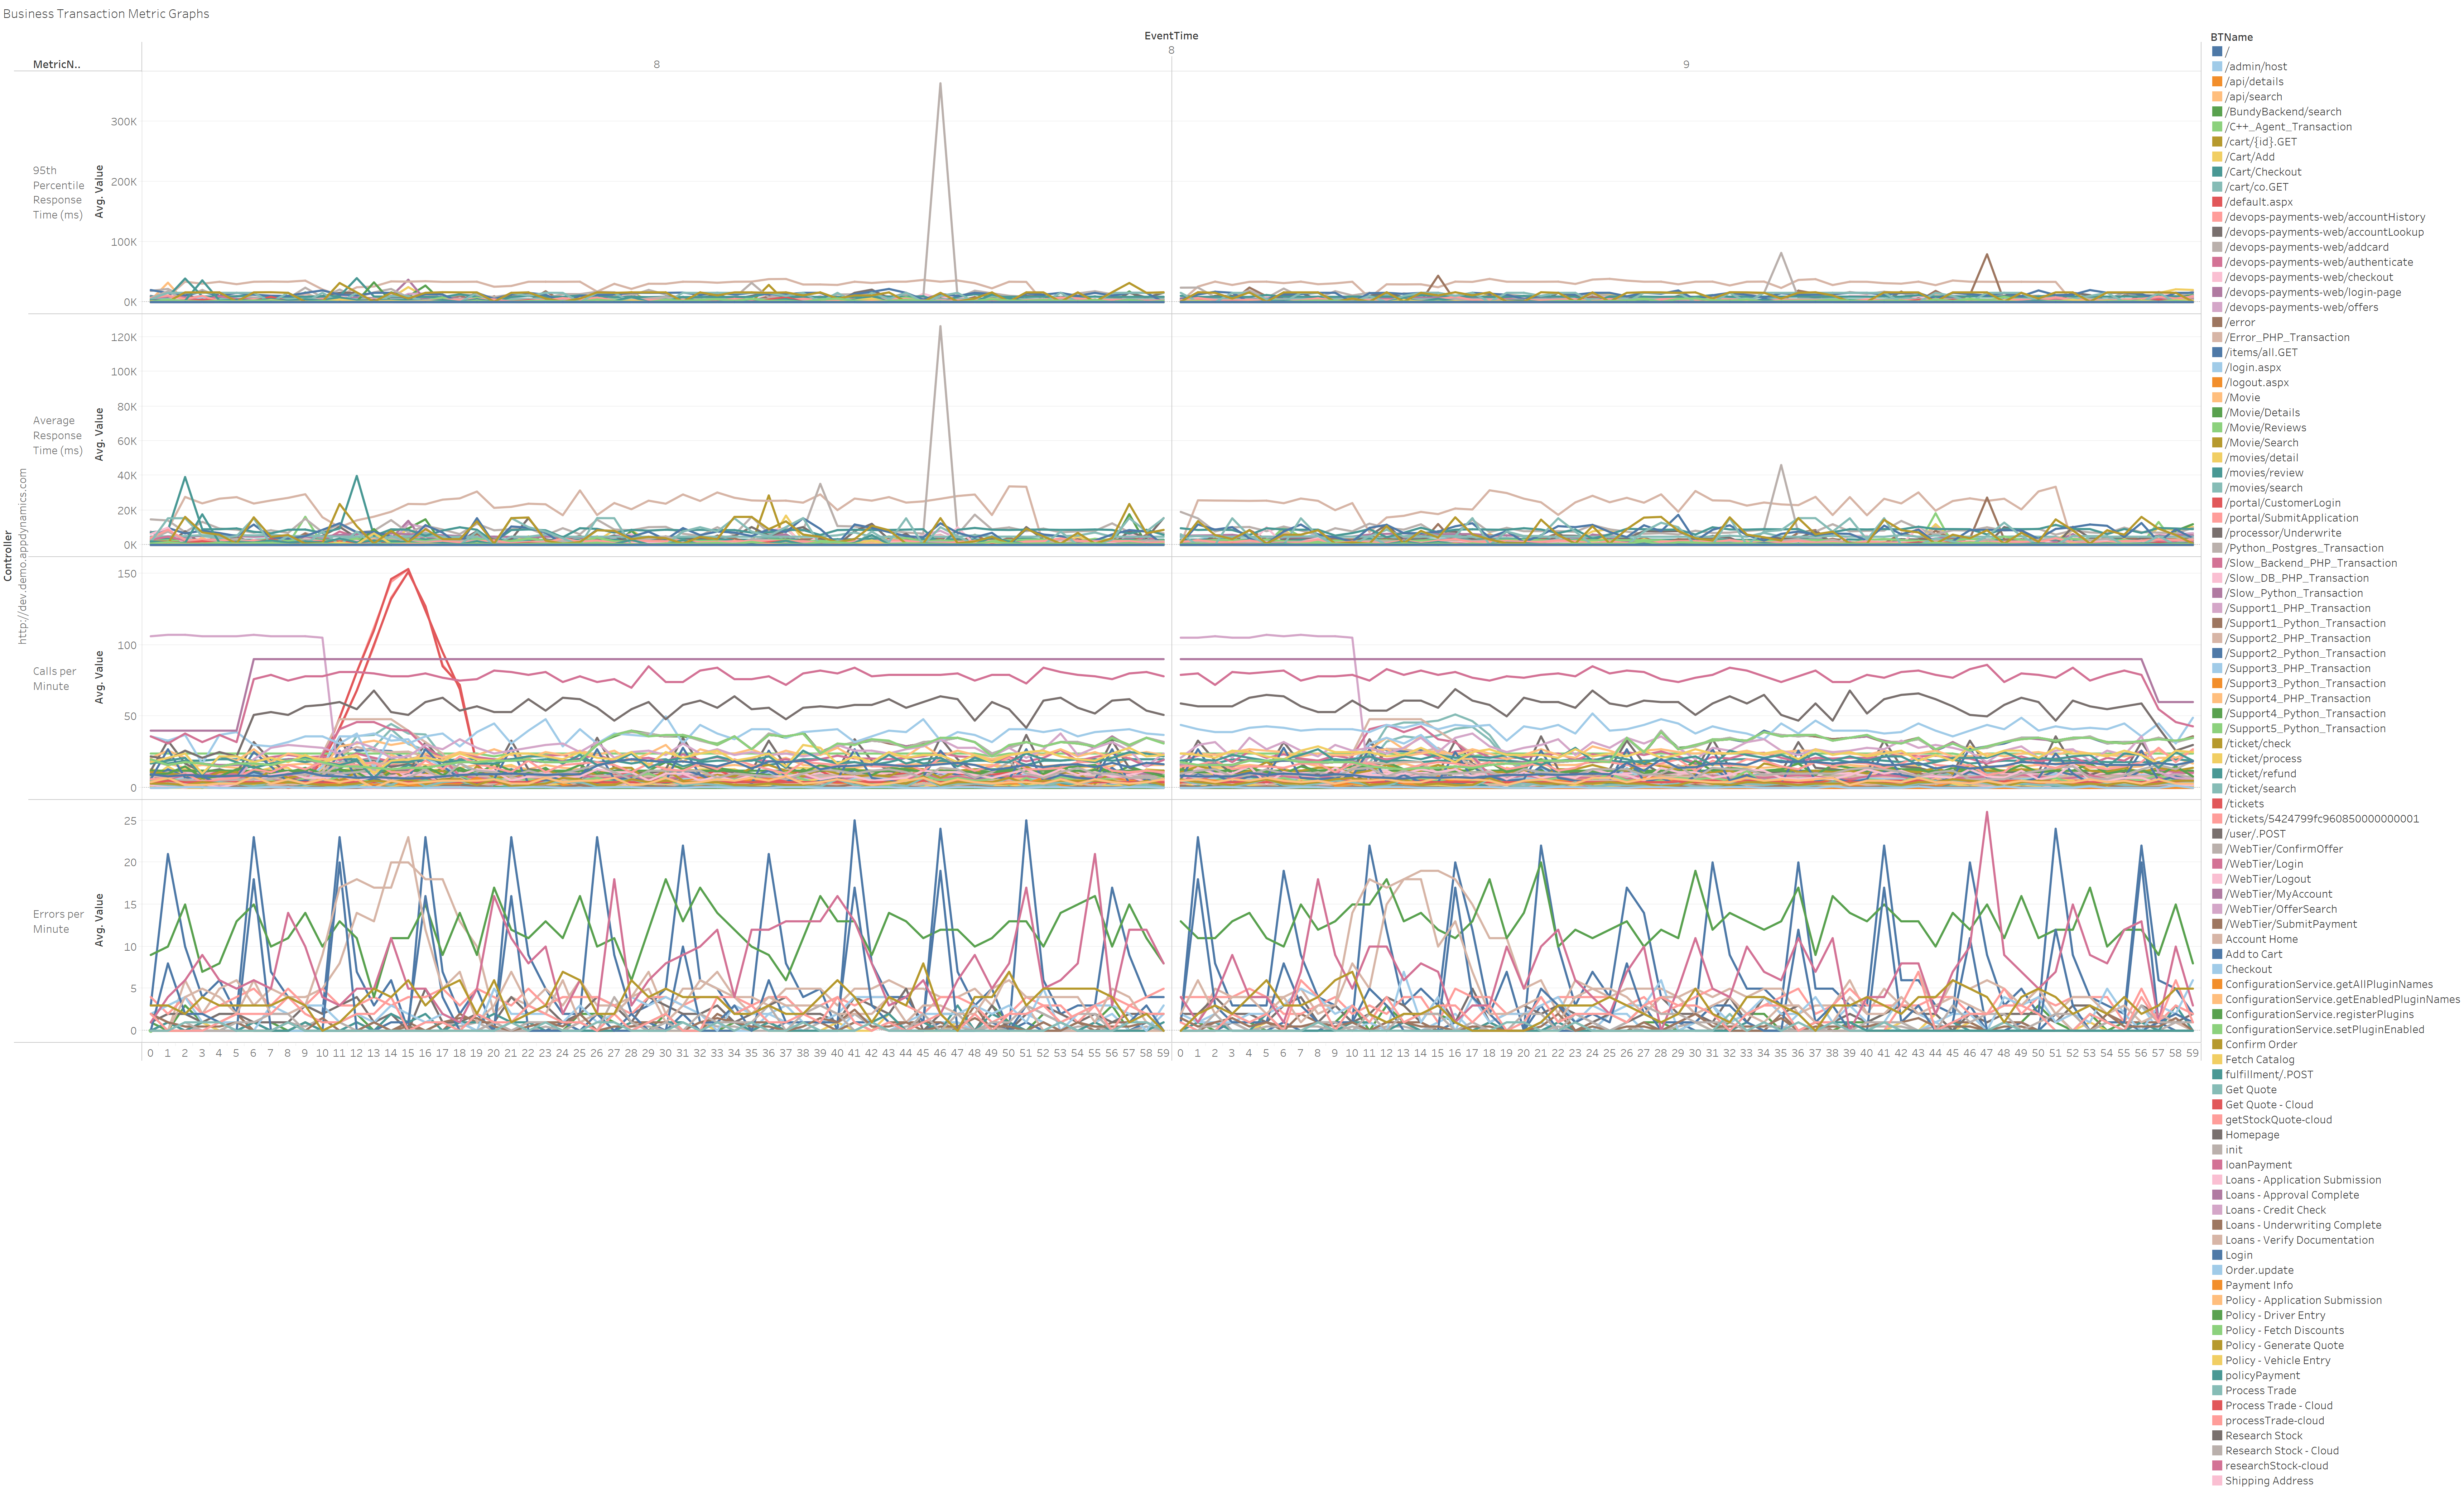 Business Transaction Metric Graphs
EventTime
8
MetricN..
8
9
Controller
http://dev.demo.appdynamics.com
95th
Percentile
Response
Time (ms)
Avg. Value
300K
200K
100K
0K
Average
Response
Time (ms)
Avg. Value
120K
100K
80K
60K
40K
20K
0K
Calls per
Minute
Avg. Value
150
100
50
0
Errors per
Minute
Avg. Value
25
20
15
10
5
0
0 1 2 3 4 5 6 7 8 9 10 11 12 13 14 15 16 17 18 19 20 21 22 23 24 25 26 27 28 29 30 31 32 33 34 35 36 37 38 39 40 41 42 43 44 45 46 47 48 49 50 51 52 53 54 55 56 57 58 59
0 1 2 3 4 5 6 7 8 9 10 11 12 13 14 15 16 17 18 19 20 21 22 23 24 25 26 27 28 29 30 31 32 33 34 35 36 37 38 39 40 41 42 43 44 45 46 47 48 49 50 51 52 53 54 55 56 57 58 59
BTName
/
/admin/host
/api/details
/api/search
/BundyBackend/search
/C++_Agent_Transaction
/cart/{id}.GET
/Cart/Add
/Cart/Checkout
/cart/co.GET
/default.aspx
/devops-payments-web/accountHistory
/devops-payments-web/accountLookup
/devops-payments-web/addcard
/devops-payments-web/authenticate
/devops-payments-web/checkout
/devops-payments-web/login-page
/devops-payments-web/offers
/error
/Error_PHP_Transaction
/items/all.GET
/login.aspx
/logout.aspx
/Movie
/Movie/Details
/Movie/Reviews
/Movie/Search
/movies/detail
/movies/review
/movies/search
/portal/CustomerLogin
/portal/SubmitApplication
/processor/Underwrite
/Python_Postgres_Transaction
/Slow_Backend_PHP_Transaction
/Slow_DB_PHP_Transaction
/Slow_Python_Transaction
/Support1_PHP_Transaction
/Support1_Python_Transaction
/Support2_PHP_Transaction
/Support2_Python_Transaction
/Support3_PHP_Transaction
/Support3_Python_Transaction
/Support4_PHP_Transaction
/Support4_Python_Transaction
/Support5_Python_Transaction
/ticket/check
/ticket/process
/ticket/refund
/ticket/search
/tickets
/tickets/5424799fc960850000000001
/user/.POST
/WebTier/ConfirmOffer
/WebTier/Login
/WebTier/Logout
/WebTier/MyAccount
/WebTier/OfferSearch
/WebTier/SubmitPayment
Account Home
Add to Cart
Checkout
ConfigurationService.getAllPluginNames
ConfigurationService.getEnabledPluginNames
ConfigurationService.registerPlugins
ConfigurationService.setPluginEnabled
Confirm Order
Fetch Catalog
fulfillment/.POST
Get Quote
Get Quote - Cloud
getStockQuote-cloud
Homepage
init
loanPayment
Loans - Application Submission
Loans - Approval Complete
Loans - Credit Check
Loans - Underwriting Complete
Loans - Verify Documentation
Login
Order.update
Payment Info
Policy - Application Submission
Policy - Driver Entry
Policy - Fetch Discounts
Policy - Generate Quote
Policy - Vehicle Entry
policyPayment
Process Trade
Process Trade - Cloud
processTrade-cloud
Research Stock
Research Stock - Cloud
researchStock-cloud
Shipping Address